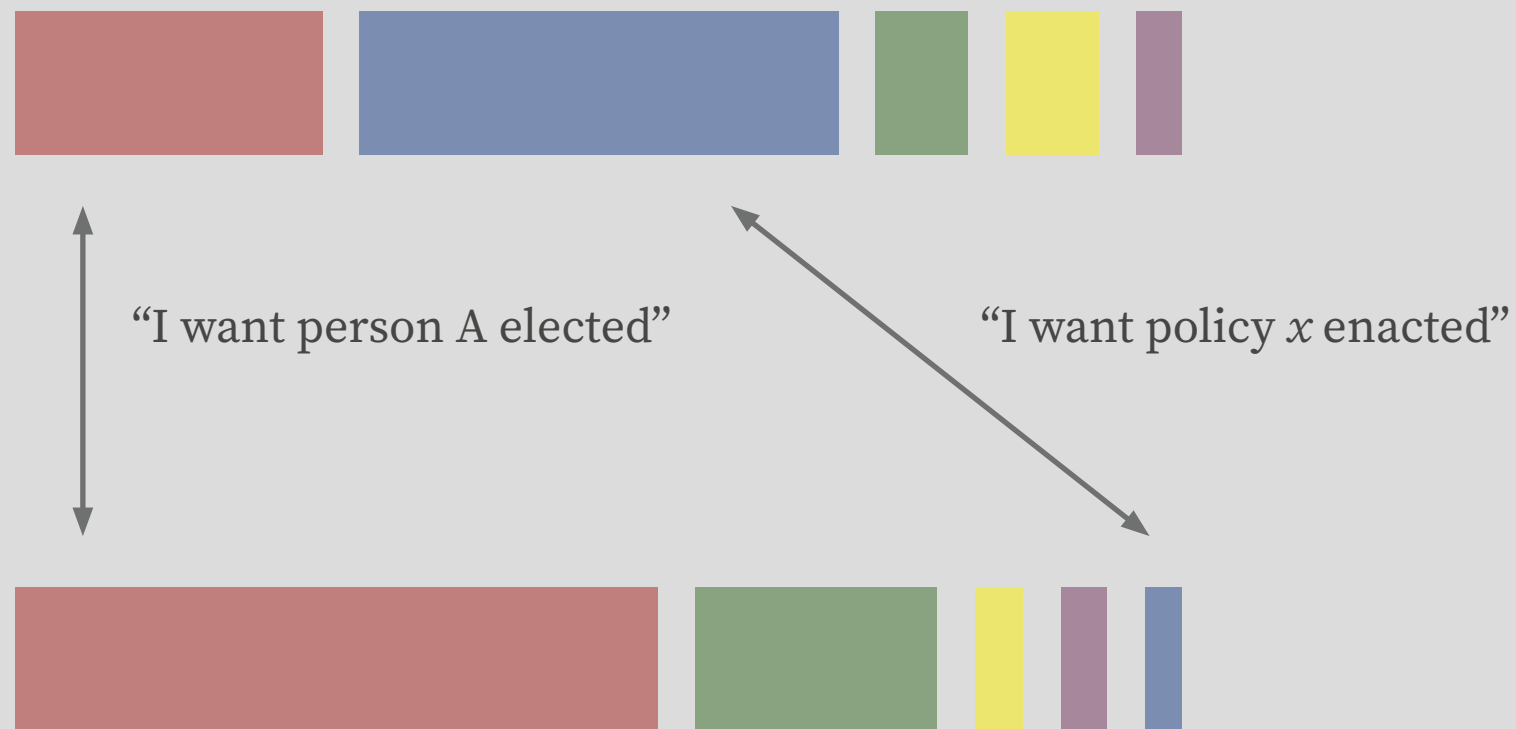 “I want person A elected”
“I want policy x enacted”